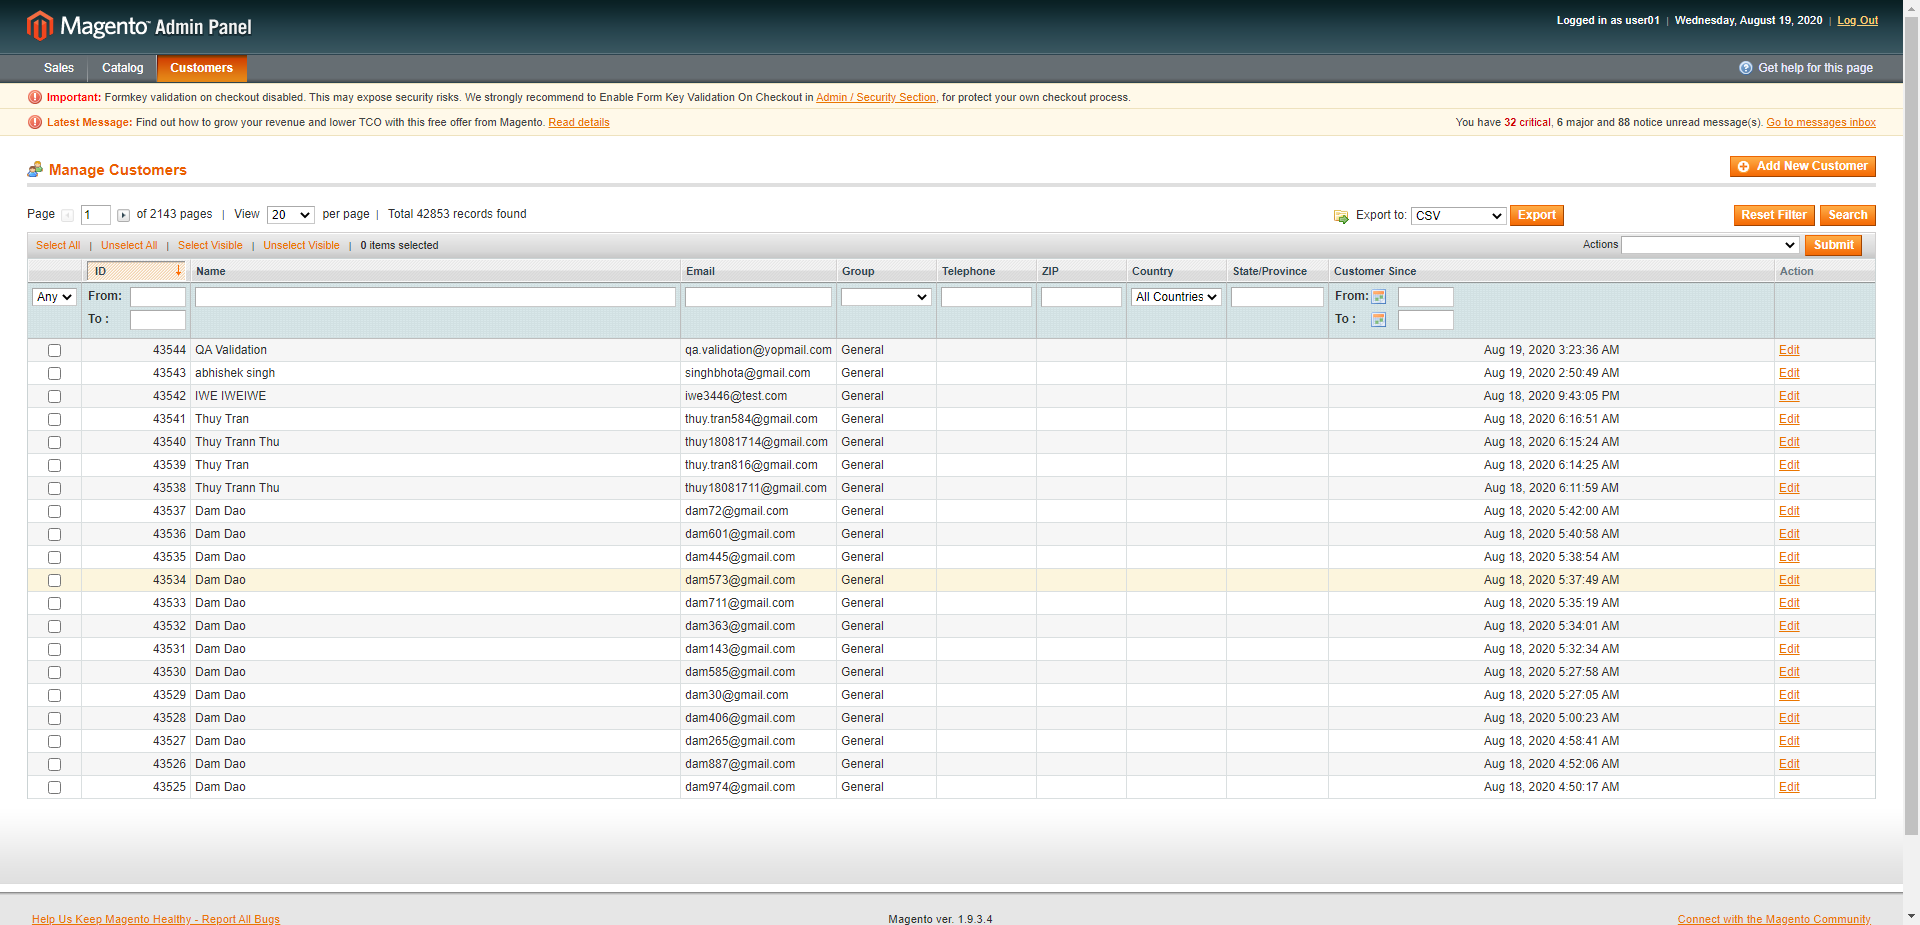 Magento™ Admin Panel
Logged in as user01 | Wednesday, August 19, 2020 | Log Out
Sales Catalog Customers Get help for this page
Important: Formkey validation on checkout disabled. This may expose security risks. We strongly recommend to Enable Form Key Validation On Checkout in Admin / Security Section, for protect your own checkout process.
Latest Message: Find out how to grow your revenue and lower TCO with this free offer from Magento. Read details You have 32 critical, 6 major and 88 notice unread message(s). Go to messages inbox
Manage Customers Add New Customer
Page 1 of 2143 pages | View 20 per page | Total 42853 records found Export to: CSV Export Reset Filter Search
Select All | Unselect All | Select Visible | Unselect Visible | 0 items selected Actions Submit
ID Name Email Group Telephone ZIP Country State/Province Customer Since Action
Any From: All Countries From:
To : To :
43544 QA Validation qa.validation@yopmail.com General Aug 19, 2020 3:23:36 AM Edit
43543 abhishek singh singhbhota@gmail.com General Aug 19, 2020 2:50:49 AM Edit
43542 IWE IWEIWE iwe3446@test.com General Aug 18, 2020 9:43:05 PM Edit
43541 Thuy Tran thuy.tran584@gmail.com General Aug 18, 2020 6:16:51 AM Edit
43540 Thuy Trann Thu thuy18081714@gmail.com General Aug 18, 2020 6:15:24 AM Edit
43539 Thuy Tran thuy.tran816@gmail.com General Aug 18, 2020 6:14:25 AM Edit
43538 Thuy Trann Thu thuy18081711@gmail.com General Aug 18, 2020 6:11:59 AM Edit
43537 Dam Dao dam72@gmail.com General Aug 18, 2020 5:42:00 AM Edit
43536 Dam Dao dam601@gmail.com General Aug 18, 2020 5:40:58 AM Edit
43535 Dam Dao dam445@gmail.com General Aug 18, 2020 5:38:54 AM Edit
43534 Dam Dao dam573@gmail.com General Aug 18, 2020 5:37:49 AM Edit
43533 Dam Dao dam711@gmail.com General Aug 18, 2020 5:35:19 AM Edit
43532 Dam Dao dam363@gmail.com General Aug 18, 2020 5:34:01 AM Edit
43531 Dam Dao dam143@gmail.com General Aug 18, 2020 5:32:34 AM Edit
43530 Dam Dao dam585@gmail.com General Aug 18, 2020 5:27:58 AM Edit
43529 Dam Dao dam30@gmail.com General Aug 18, 2020 5:27:05 AM Edit
43528 Dam Dao dam406@gmail.com General Aug 18, 2020 5:00:23 AM Edit
43527 Dam Dao dam265@gmail.com General Aug 18, 2020 4:58:41 AM Edit
43526 Dam Dao dam887@gmail.com General Aug 18, 2020 4:52:06 AM Edit
43525 Dam Dao dam974@gmail.com General Aug 18, 2020 4:50:17 AM Edit
Help Us Keep Magento Healthy - Report All Bugs Magento ver. 1.9.3.4 Connect with the Magento Community